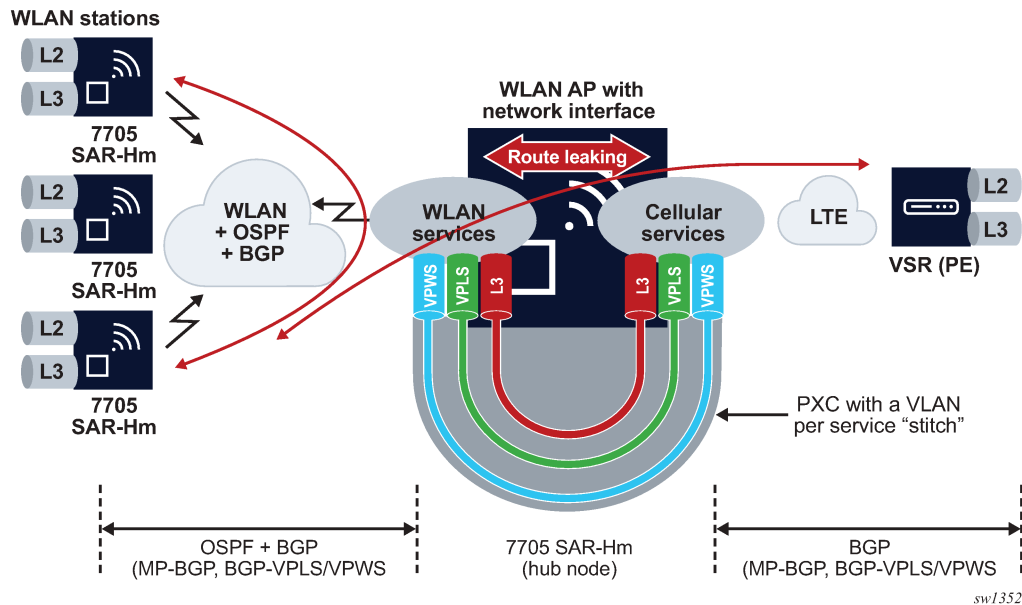 WLAN stations
L2
L3
7705
SAR-Hm
L2
L3
7705
SAR-Hm
L2
L3
7705
SAR-Hm
WLAN
+ OSPF
+ BGP
WLAN AP with
network interface
Route leaking
WLAN
services
Cellular
services
VPWS
VPLS
L3
L3
VPLS
VPWS
LTE
L2
L3
VSR (PE)
PXC with a VLAN
per service “stitch”
OSPF + BGP
(MP-BGP, BGP-VPLS/VPWS
7705 SAR-Hm
(hub node)
BGP
(MP-BGP, BGP-VPLS/VPWS
sw1352